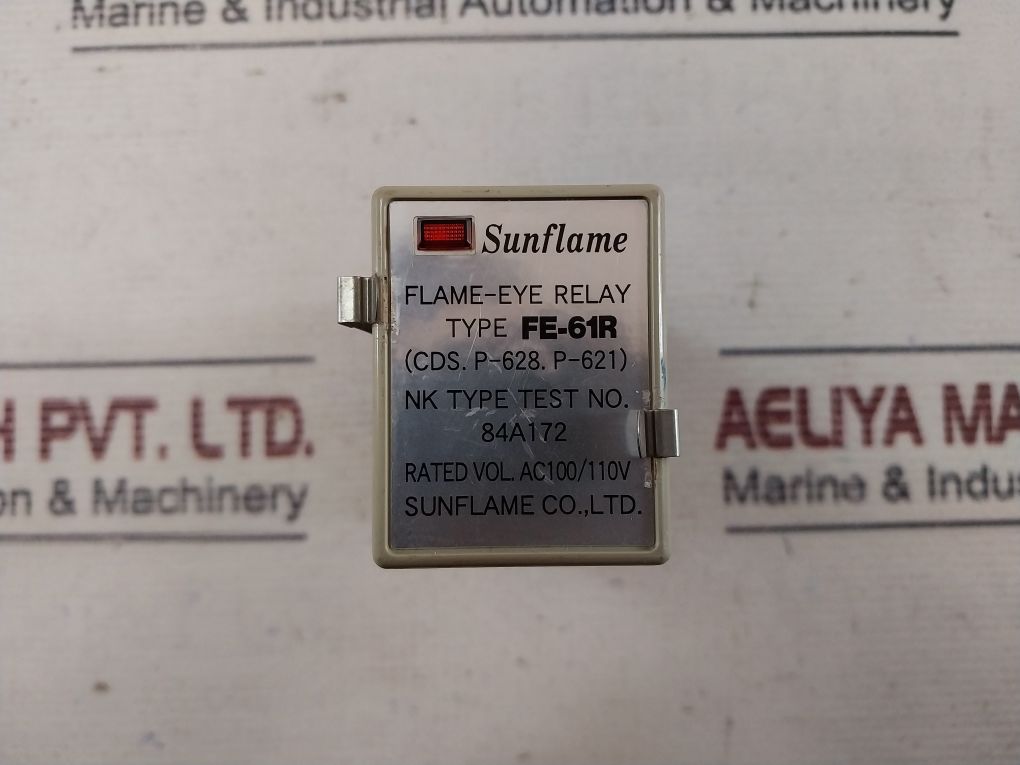 Marine & Industrial Automation & Machinery
Sunflame
FLAME-EYE RELAY
TYPE FE-61R
(CDS. P-628. P-621)
NK TYPE TEST NO.
84A172
RATED VOL. AC100/110V
SUNFLAME CO.,LTD.
H PVT. LTD.
on & Machinery
AELIYA MA
Marine & Indus